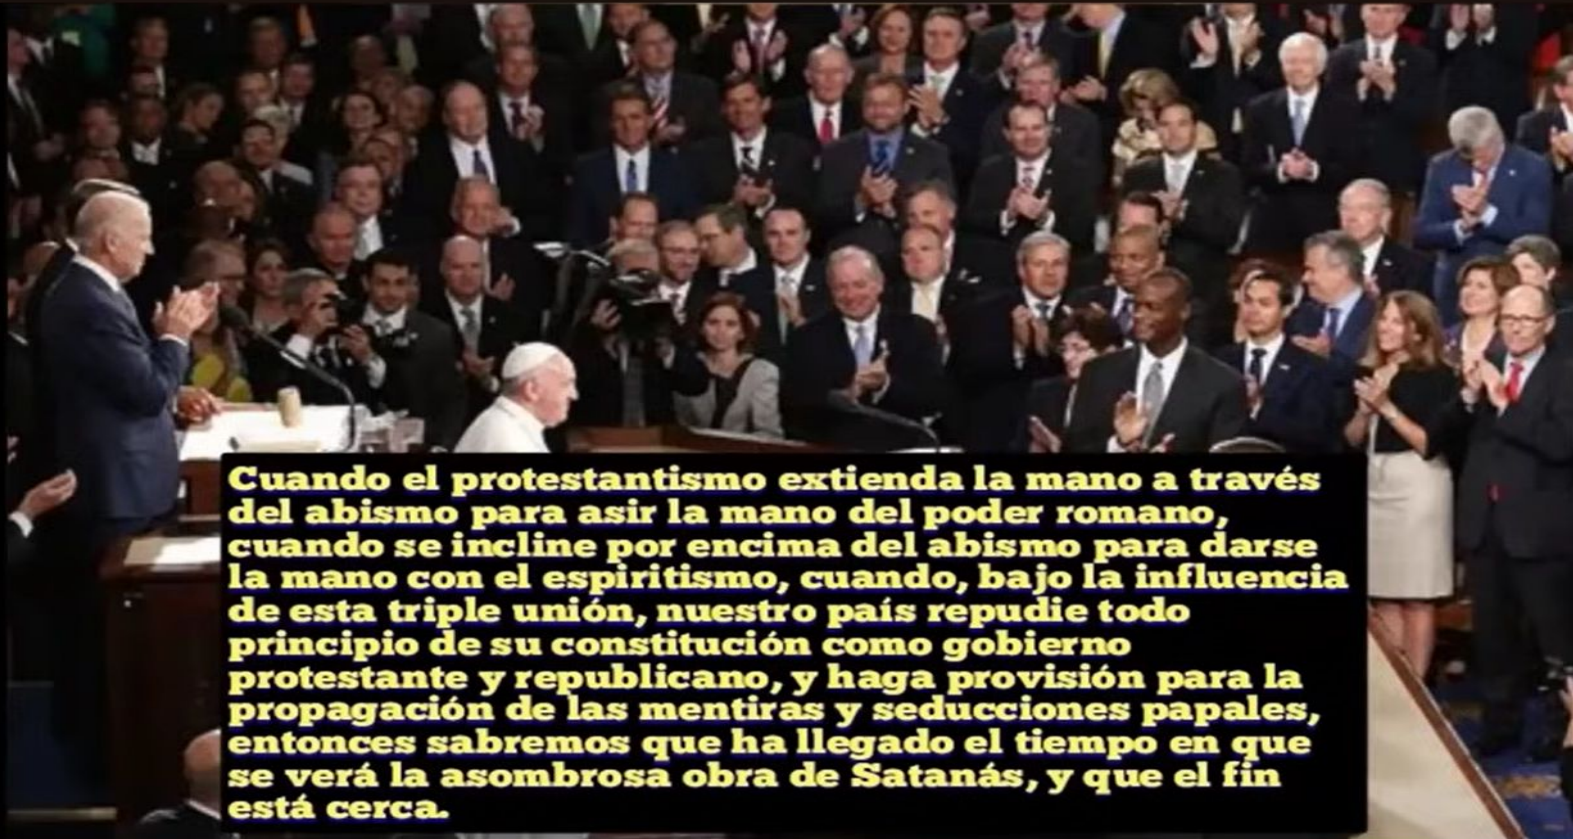 Cuando el protestantismo extienda la mano a través
del abismo para asir la mano del poder romano,
cuando se incline por encima del abismo para darse
la mano con el espiritismo, cuando, bajo la influencia
de esta triple unión, nuestro país repudie todo
principio de su constitución como gobierno
protestante y republicano, y haga provisión para la
propagación de las mentiras y seducciones papales,
entonces sabremos que ha llegado el tiempo en que
se verá la asombrosa obra de Satanás, y que el fin
está cerca.